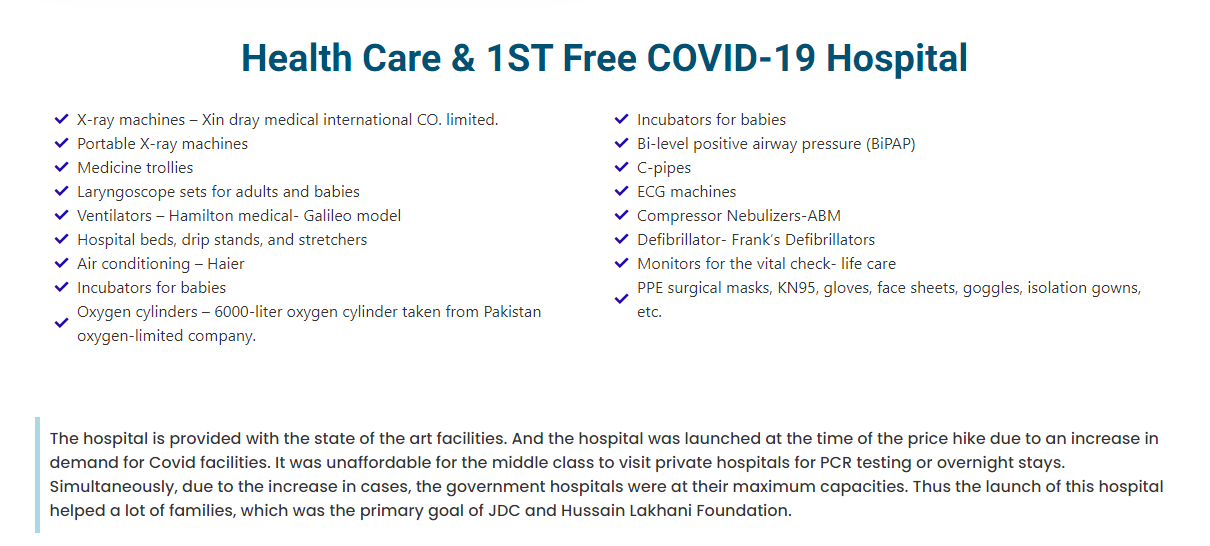 Health Care & 1ST Free COVID-19 Hospital
X-ray machines – Xin dray medical international CO. limited.
Portable X-ray machines
Medicine trollies
Laryngoscope sets for adults and babies
Ventilators – Hamilton medical- Galileo model
Hospital beds, drip stands, and stretchers
Air conditioning – Haier
Incubators for babies
Oxygen cylinders – 6000-liter oxygen cylinder taken from Pakistan
oxygen-limited company.
Incubators for babies
Bi-level positive airway pressure (BiPAP)
C-pipes
ECG machines
Compressor Nebulizers-ABM
Defibrillator- Frank's Defibrillators
Monitors for the vital check- life care
PPE surgical masks, KN95, gloves, face sheets, goggles, isolation gowns,
etc.
The hospital is provided with the state of the art facilities. And the hospital was launched at the time of the price hike due to an increase in
demand for Covid facilities. It was unaffordable for the middle class to visit private hospitals for PCR testing or overnight stays.
Simultaneously, due to the increase in cases, the government hospitals were at their maximum capacities. Thus the launch of this hospital
helped a lot of families, which was the primary goal of JDC and Hussain Lakhani Foundation.